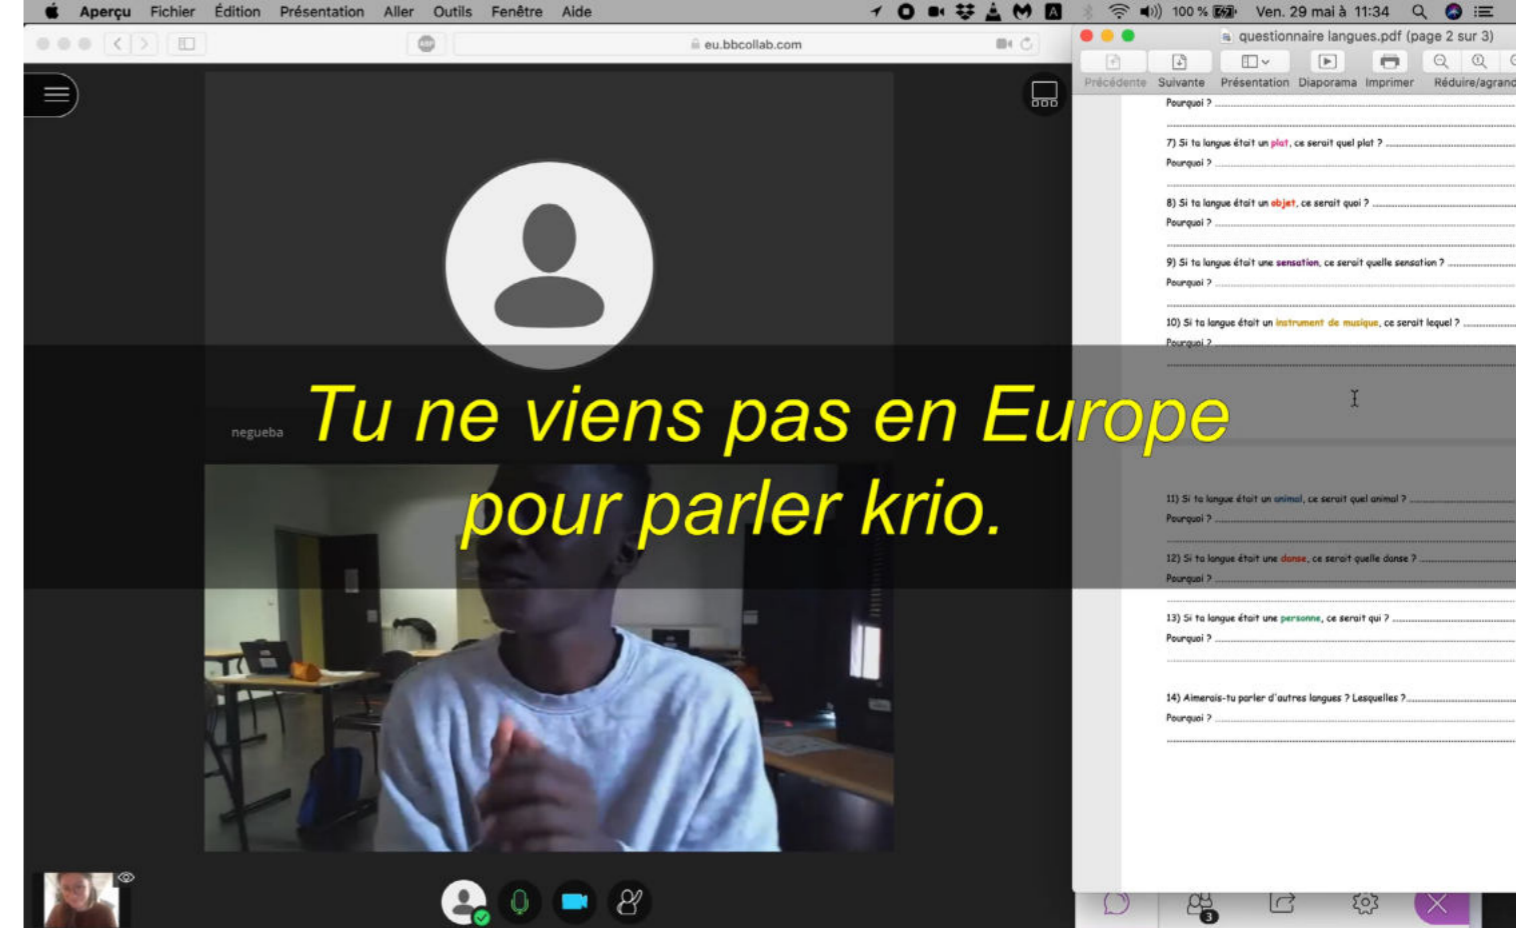 Aperçu Fichier Édition Présentation Aller Outils Fenêtre Aide
A 100 % Ven. 29 mai à 11:34
ABP
eu.bbcollab.com
questionnaire langues.pdf (page 2 sur 3)
Précédente Suivante Présentation Diaporama Imprimer
Pourquoi ?
7) Si ta langue était un plat, ce serait quel plat ?
Pourquoi ?
8) Si ta langue était un objet, ce serait quoi ?
Pourquoi ?
9) Si ta langue était une sensation, ce serait quelle sensation ?
Pourquoi ?
10) Si ta langue était un instrument de musique, ce serait lequel ?
Pourquoi ?
negueba
Tu ne viens pas en Europe
pour parler krio.
11) Si ta langue était un animal, ce serait quel animal ?
Pourquoi ?
12) Si ta langue était une danse, ce serait quelle danse ?
Pourquoi ?
13) Si ta langue était une personne, ce serait qui ?
Pourquoi ?
14) Aimerais-tu parler d'autres langues ? Lesquelles ?
Pourquoi ?
3